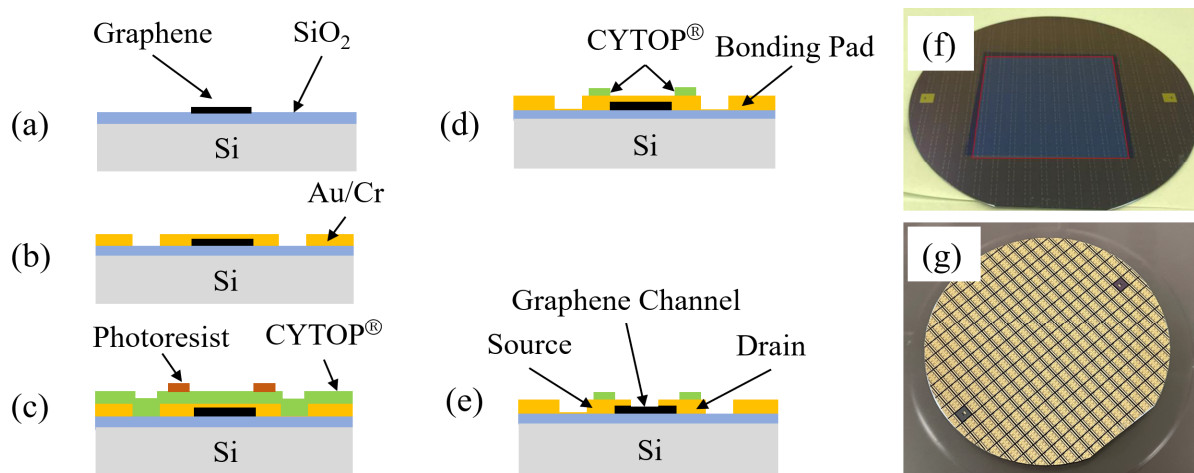 (a)
Graphene
SiO₂
Si
(b)
Au/Cr
Si
(c)
Photoresist
CYTOP®
Si
(d)
CYTOP®
Bonding Pad
Si
(e)
Graphene Channel
Source
Drain
Si
(f)
(g)